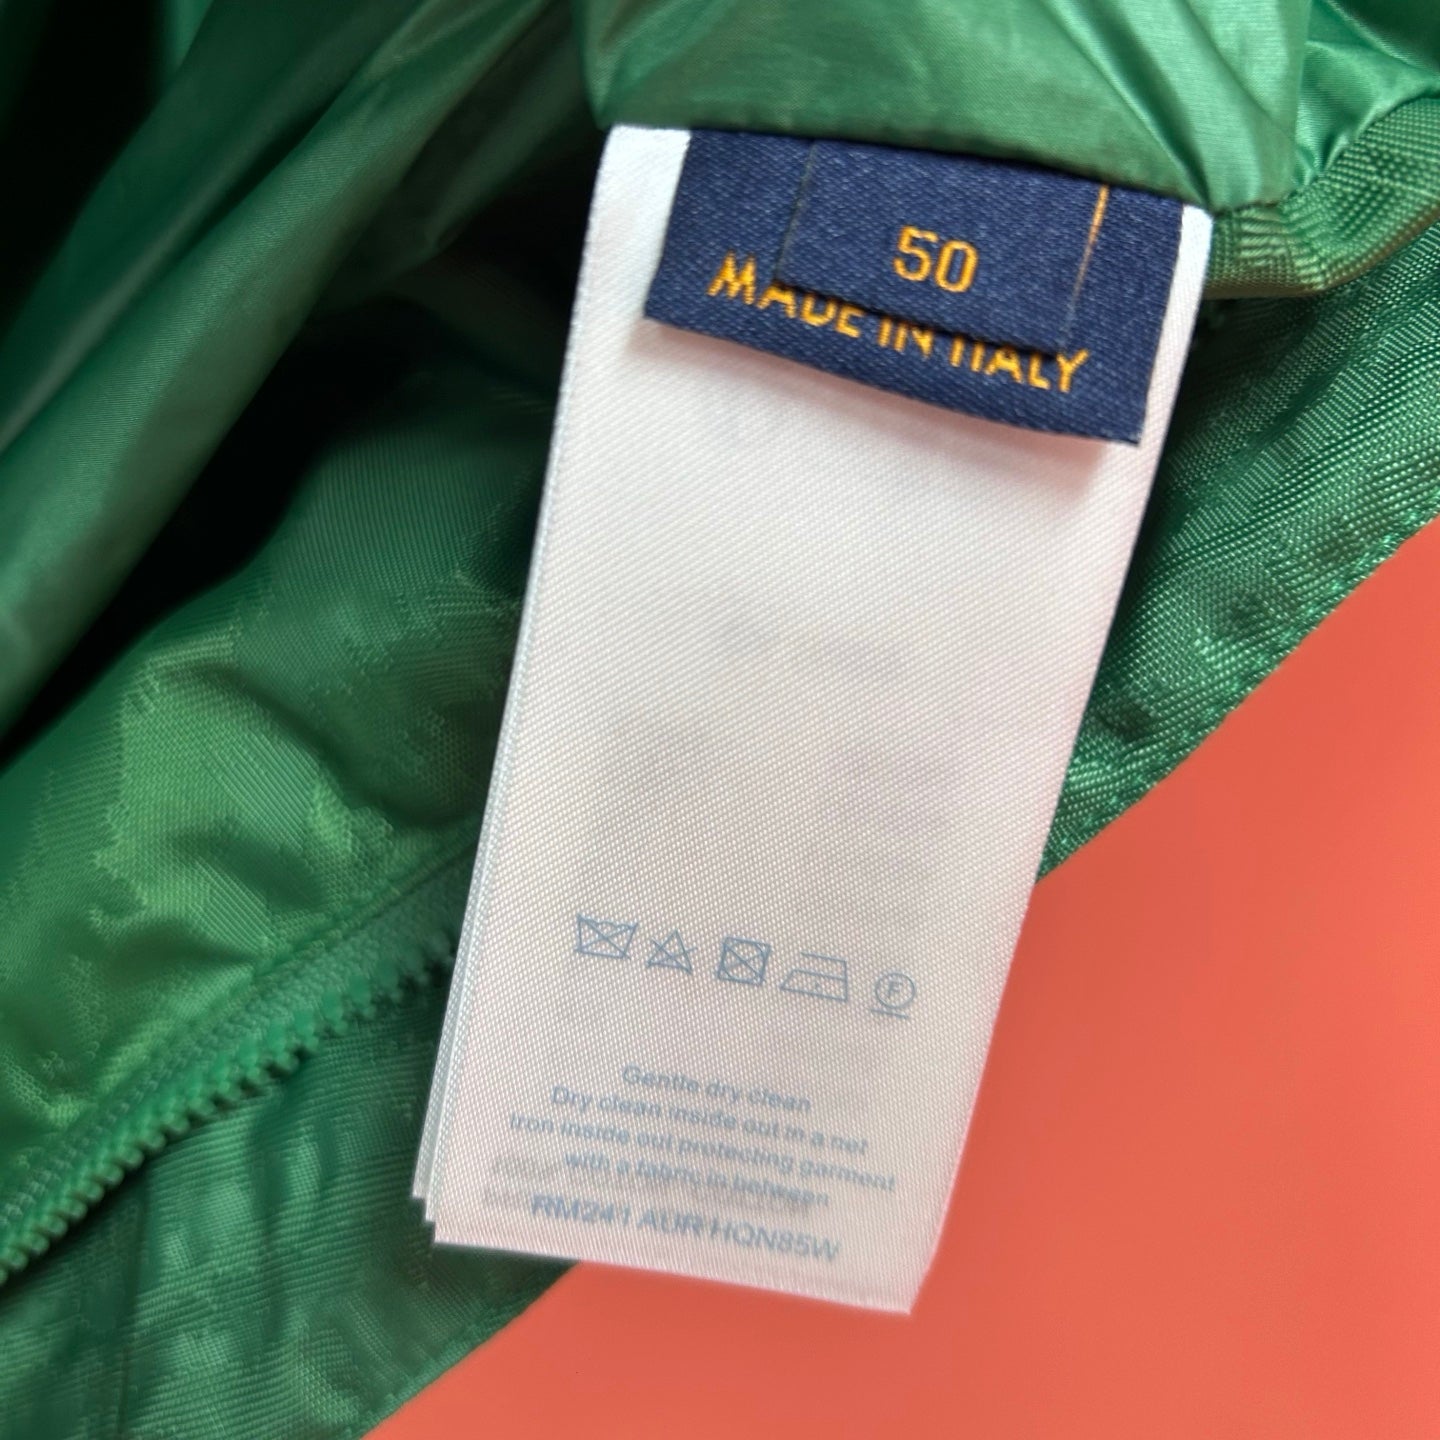 50
MADE IN ITALY
F
Gentle dry clean
Dry clean inside out in a net
Iron inside out protecting garment
with a fabric in between
RM241 AUR HQN85W